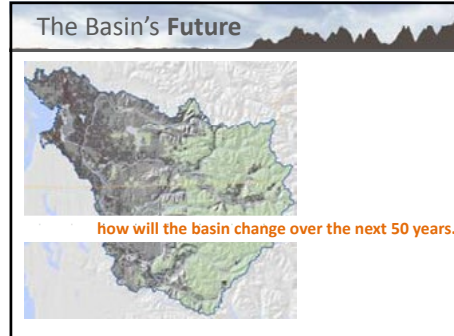 The Basin's Future
how will the basin change over the next 50 years.